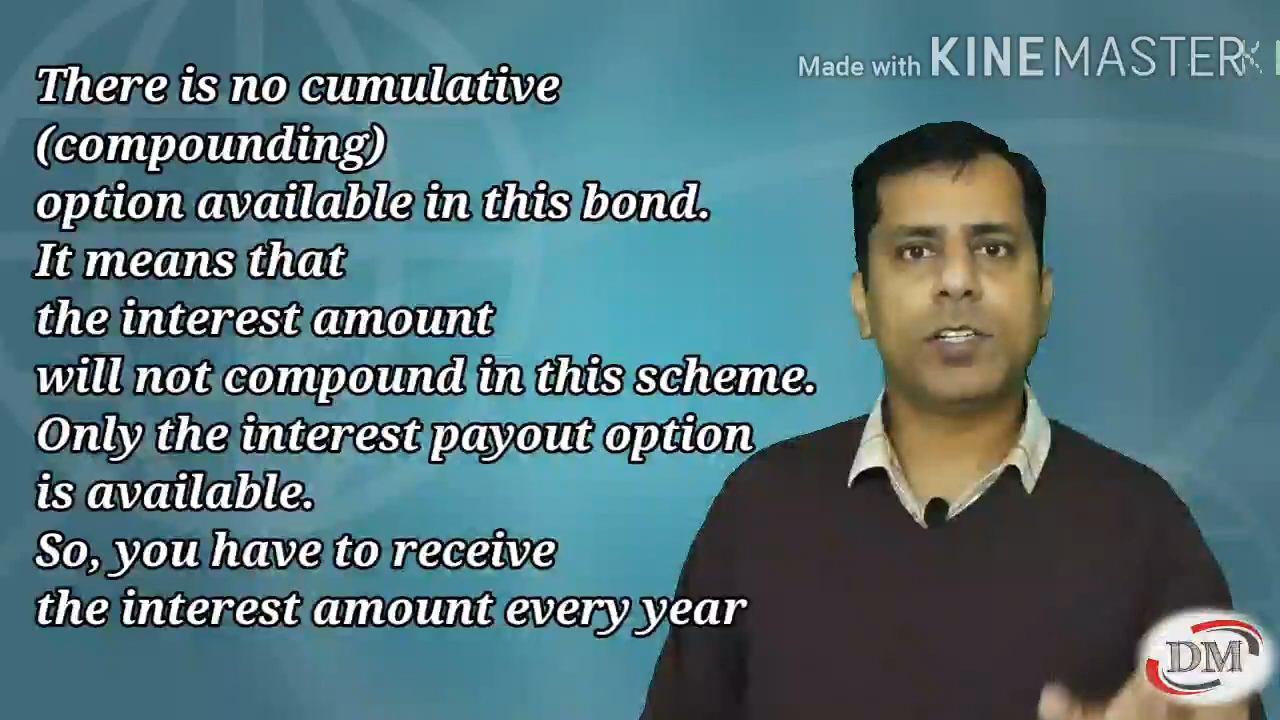 Made with KINEMASTER
There is no cumulative
(compounding)
option available in this bond.
It means that
the interest amount
will not compound in this scheme.
Only the interest payout option
is available.
So, you have to receive
the interest amount every year
DM